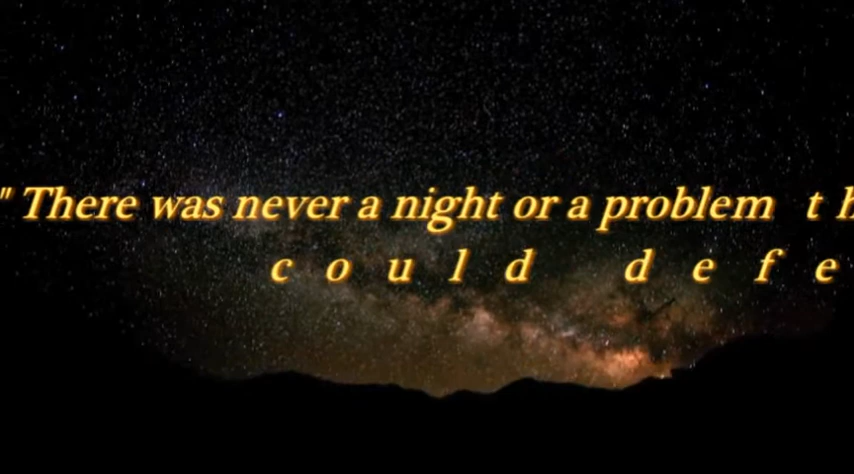 " There was never a night or a problem t h
c o u l d   d e f e